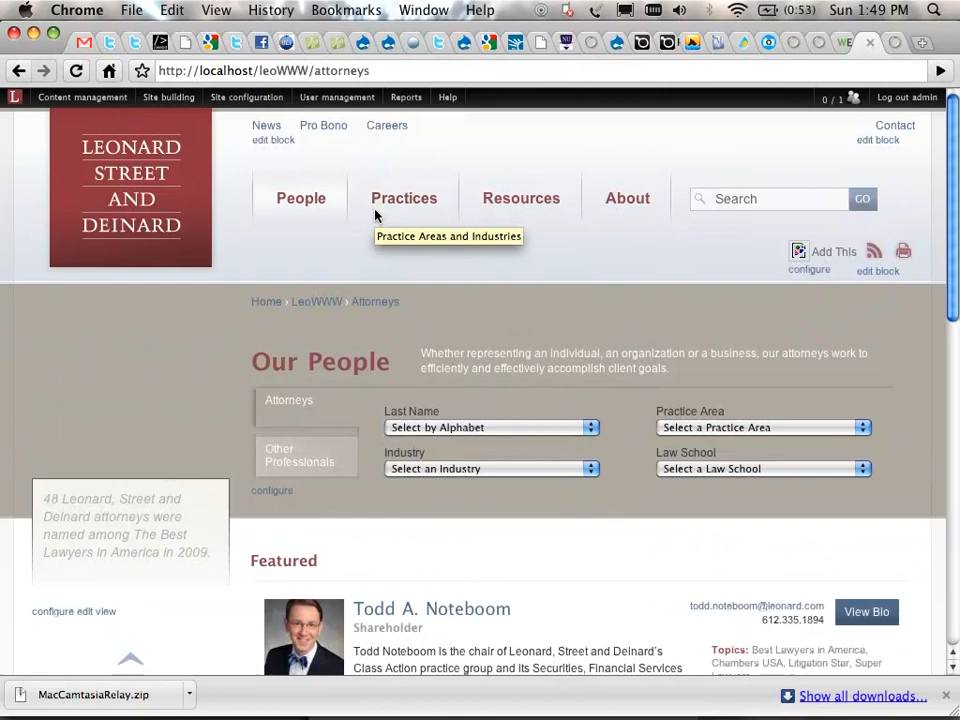 Chrome File Edit View History Bookmarks Window Help (0:53) Sun 1:49 PM
http://localhost/leoWWW/attorneys
L Content management Site building Site configuration User management Reports Help 0 / 1 Log out admin
LEONARD
STREET
AND
DEINARD
News Pro Bono Careers Contact
edit block edit block
People Practices Resources About Search GO
Practice Areas and Industries
Add This
configure edit block
Home › LeoWWW › Attorneys
Our People
Whether representing an individual, an organization or a business, our attorneys work to
efficiently and effectively accomplish client goals.
Attorneys
Other
Professionals
configure
Last Name Practice Area
Select by Alphabet Select a Practice Area
Industry Law School
Select an Industry Select a Law School
48 Leonard, Street and
Deinard attorneys were
named among The Best
Lawyers in America in 2009.
configure edit view
Featured
Todd A. Noteboom
Shareholder
Todd Noteboom is the chair of Leonard, Street and Deinard's
Class Action practice group and its Securities, Financial Services
todd.noteboom@leonard.com
612.335.1894
View Bio
Topics: Best Lawyers in America,
Chambers USA, Litigation Star, Super
MacCamtasiaRelay.zip Show all downloads...